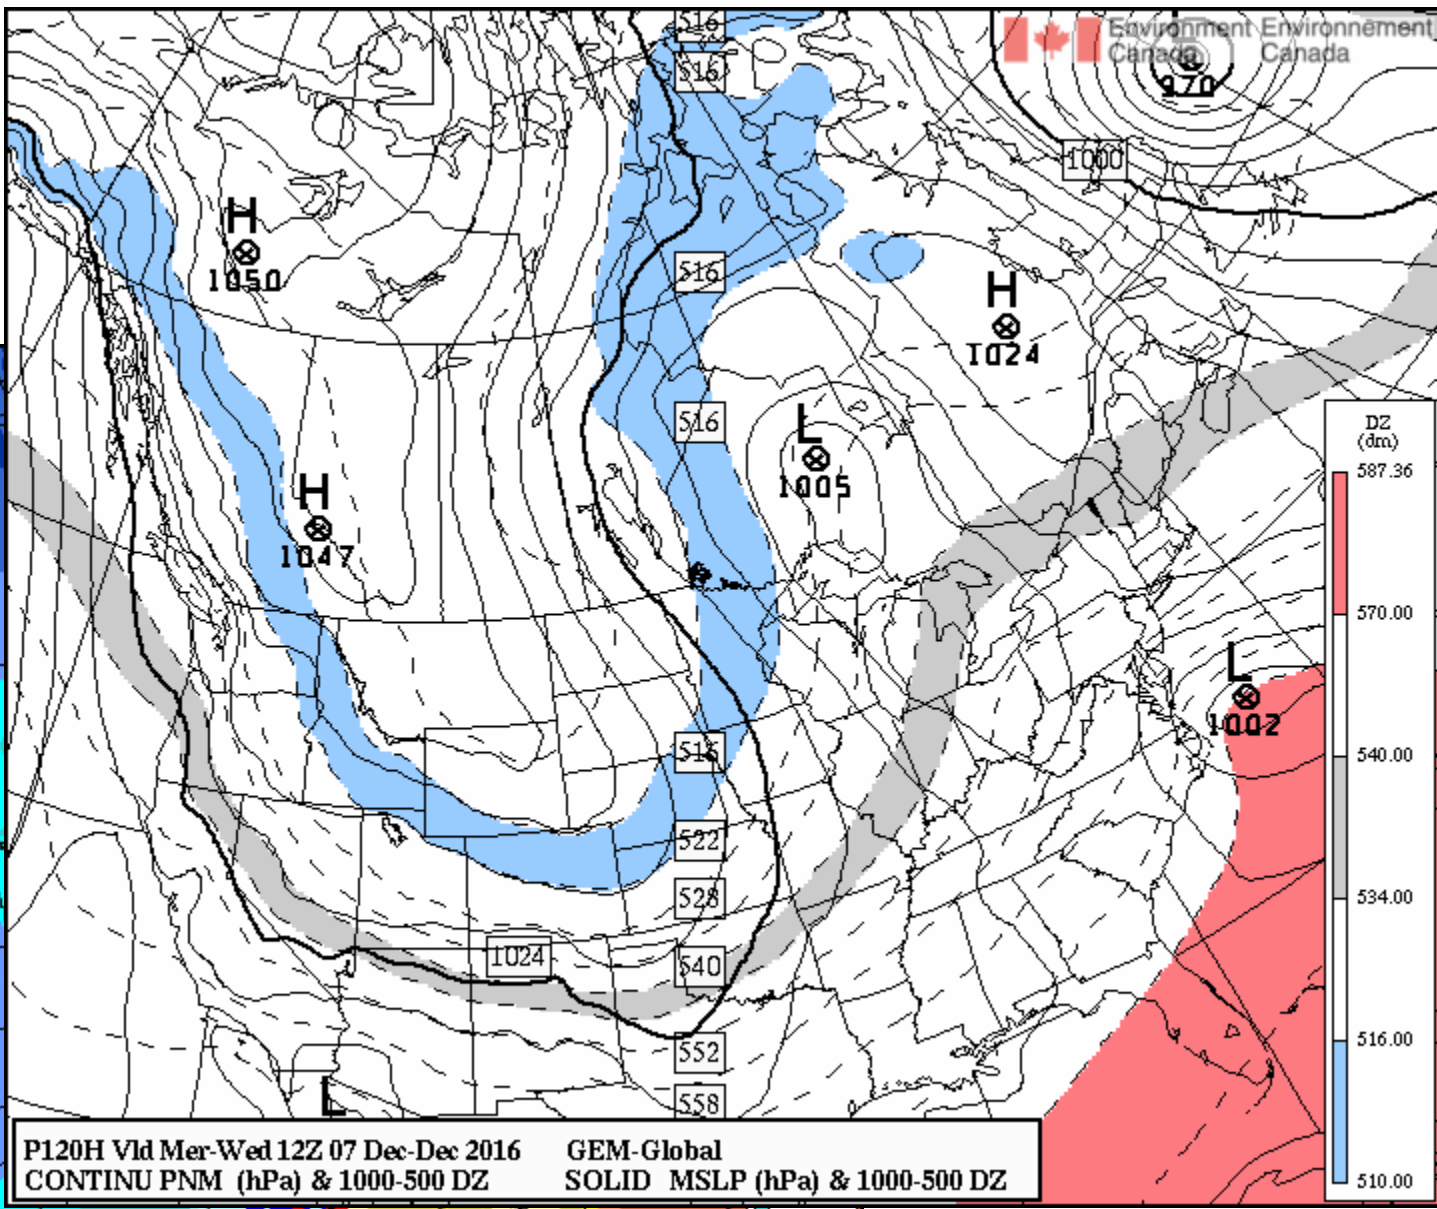 516
Environment Environnement
Canada Canada
516
970
1000
H
1050
516
H
1024
516
L
1005
DZ
(dm)
587.36
H
1047
570.00
L
1002
516
540.00
522
528
534.00
1024
540
516.00
552
L
558
P120H Vld Mer-Wed 12Z 07 Dec-Dec 2016 GEM-Global
CONTINU PNM (hPa) & 1000-500 DZ SOLID MSLP (hPa) & 1000-500 DZ
510.00